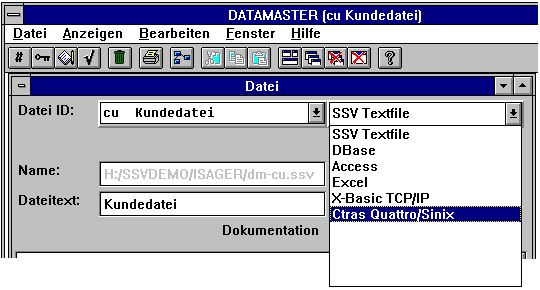 DATAMASTER (cu Kundedatei)
Datei Anzeigen Bearbeiten Fenster Hilfe
#
?
Datei
Datei ID: cu Kundedatei SSV Textfile
SSV Textfile
DBase
Access
Excel
X-Basic TCP/IP
Ctras Quattro/Sinix
Name: H:/SSVDEMO/ISAGER/dm-cu.ssv
Dateitext: Kundedatei
Dokumentation